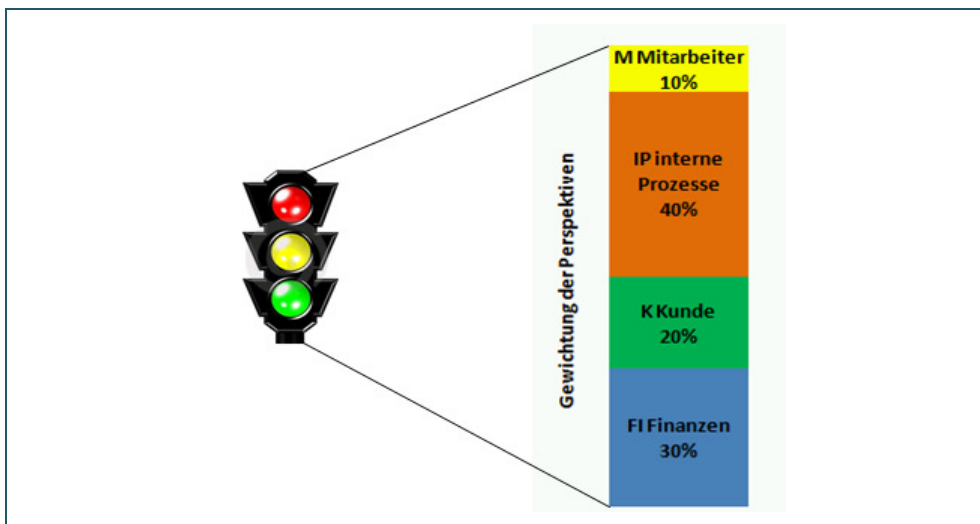 Gewichtung der Perspektiven
M Mitarbeiter
10%
IP interne
Prozesse
40%
K Kunde
20%
FI Finanzen
30%